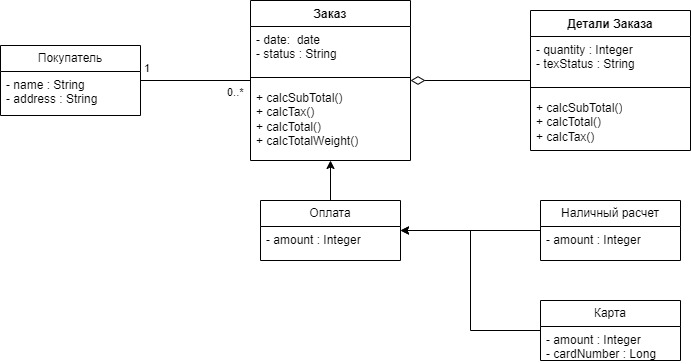 Заказ
- date:  date
- status : String
+ calcSubTotal()
+ calcTax()
+ calcTotal()
+ calcTotalWeight()
Детали Заказа
- quantity : Integer
- texStatus : String
+ calcSubTotal()
+ calcTotal()
+ calcTax()
Покупатель
- name : String
- address : String
1
0..*
Оплата
- amount : Integer
Наличный расчет
- amount : Integer
Карта
- amount : Integer
- cardNumber : Long